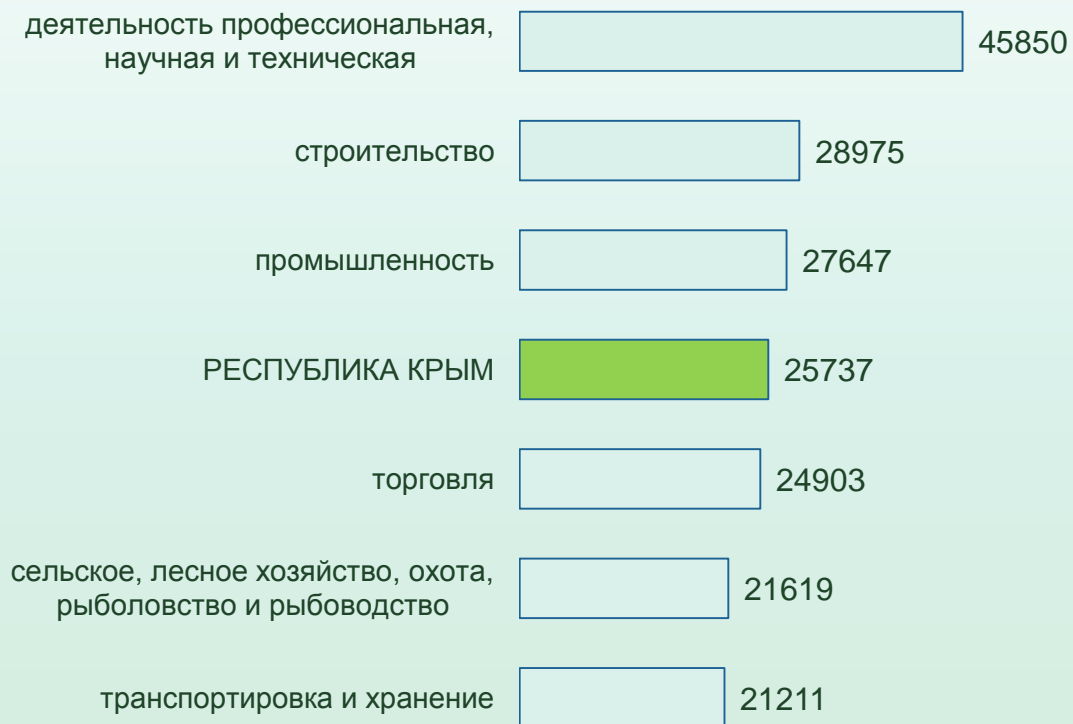 деятельность профессиональная,
научная и техническая
45850
строительство
28975
промышленность
27647
РЕСПУБЛИКА КРЫМ
25737
торговля
24903
сельское, лесное хозяйство, охота,
рыболовство и рыбоводство
21619
транспортировка и хранение
21211